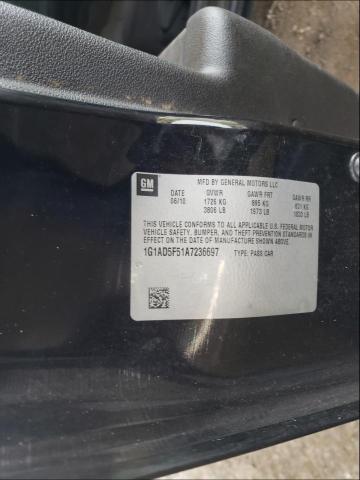 GM
MFD BY GENERAL MOTORS LLC
DATE GVWR GAWR FRT GAWR RR
06/10 1726 KG 895 KG 831 KG
3806 LB 1973 LB 1833 LB
THIS VEHICLE CONFORMS TO ALL APPLICABLE U.S. FEDERAL MOTOR
VEHICLE SAFETY, BUMPER, AND THEFT PREVENTION STANDARDS IN
EFFECT ON THE DATE OF MANUFACTURE SHOWN ABOVE.
1G1AD5F51A7236697 TYPE: PASS CAR